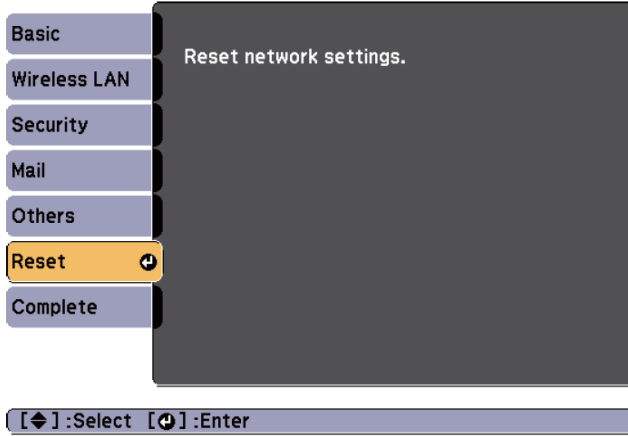 Basic
Reset network settings.
Wireless LAN
Security
Mail
Others
Reset
Complete
[◆] :Select [⏎] :Enter